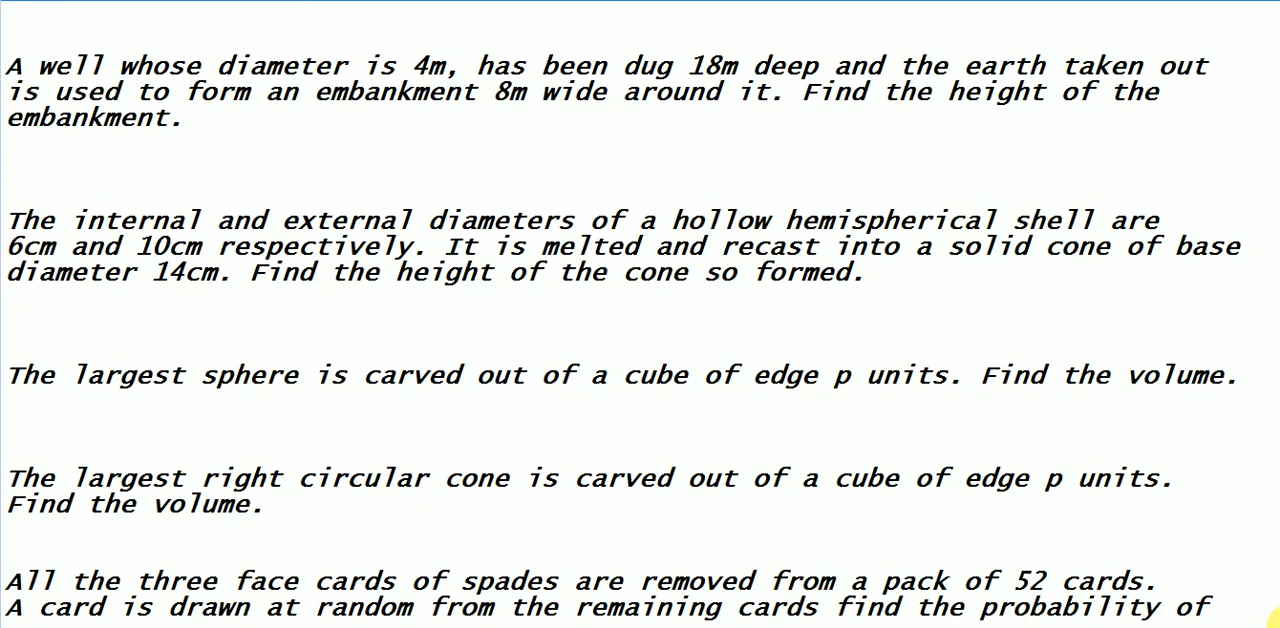 A well whose diameter is 4m, has been dug 18m deep and the earth taken out
is used to form an embankment 8m wide around it. Find the height of the
embankment.
The internal and external diameters of a hollow hemispherical shell are
6cm and 10cm respectively. It is melted and recast into a solid cone of base
diameter 14cm. Find the height of the cone so formed.
The largest sphere is carved out of a cube of edge p units. Find the volume.
The largest right circular cone is carved out of a cube of edge p units.
Find the volume.
All the three face cards of spades are removed from a pack of 52 cards.
A card is drawn at random from the remaining cards find the probability of